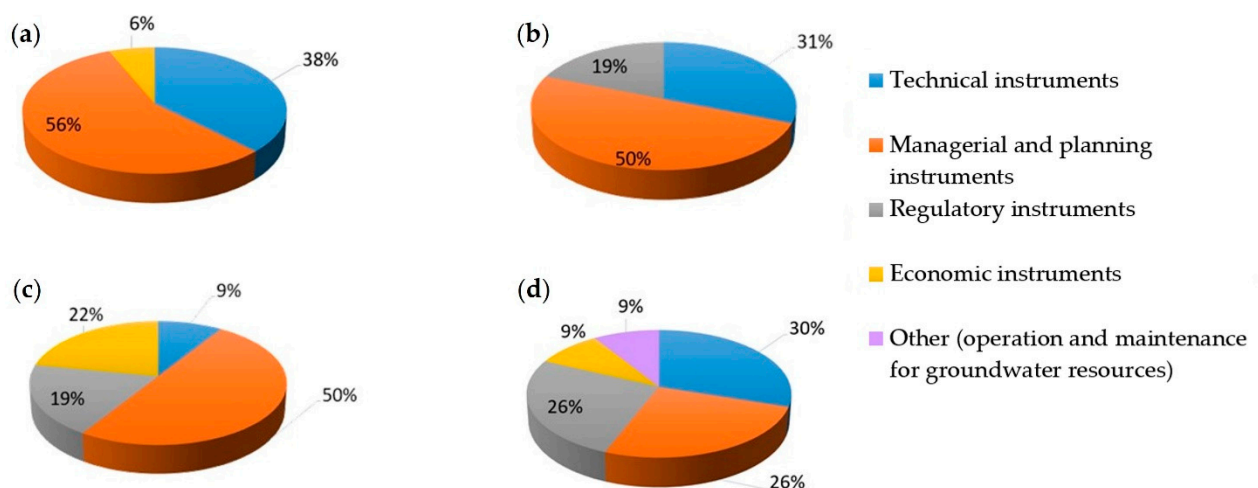 (a)
6%
38%
56%
(b)
31%
19%
50%
Technical instruments
Managerial and planning
instruments
Regulatory instruments
Economic instruments
Other (operation and maintenance
for groundwater resources)
(c)
9%
22%
19%
50%
(d)
9%
9%
30%
26%
26%